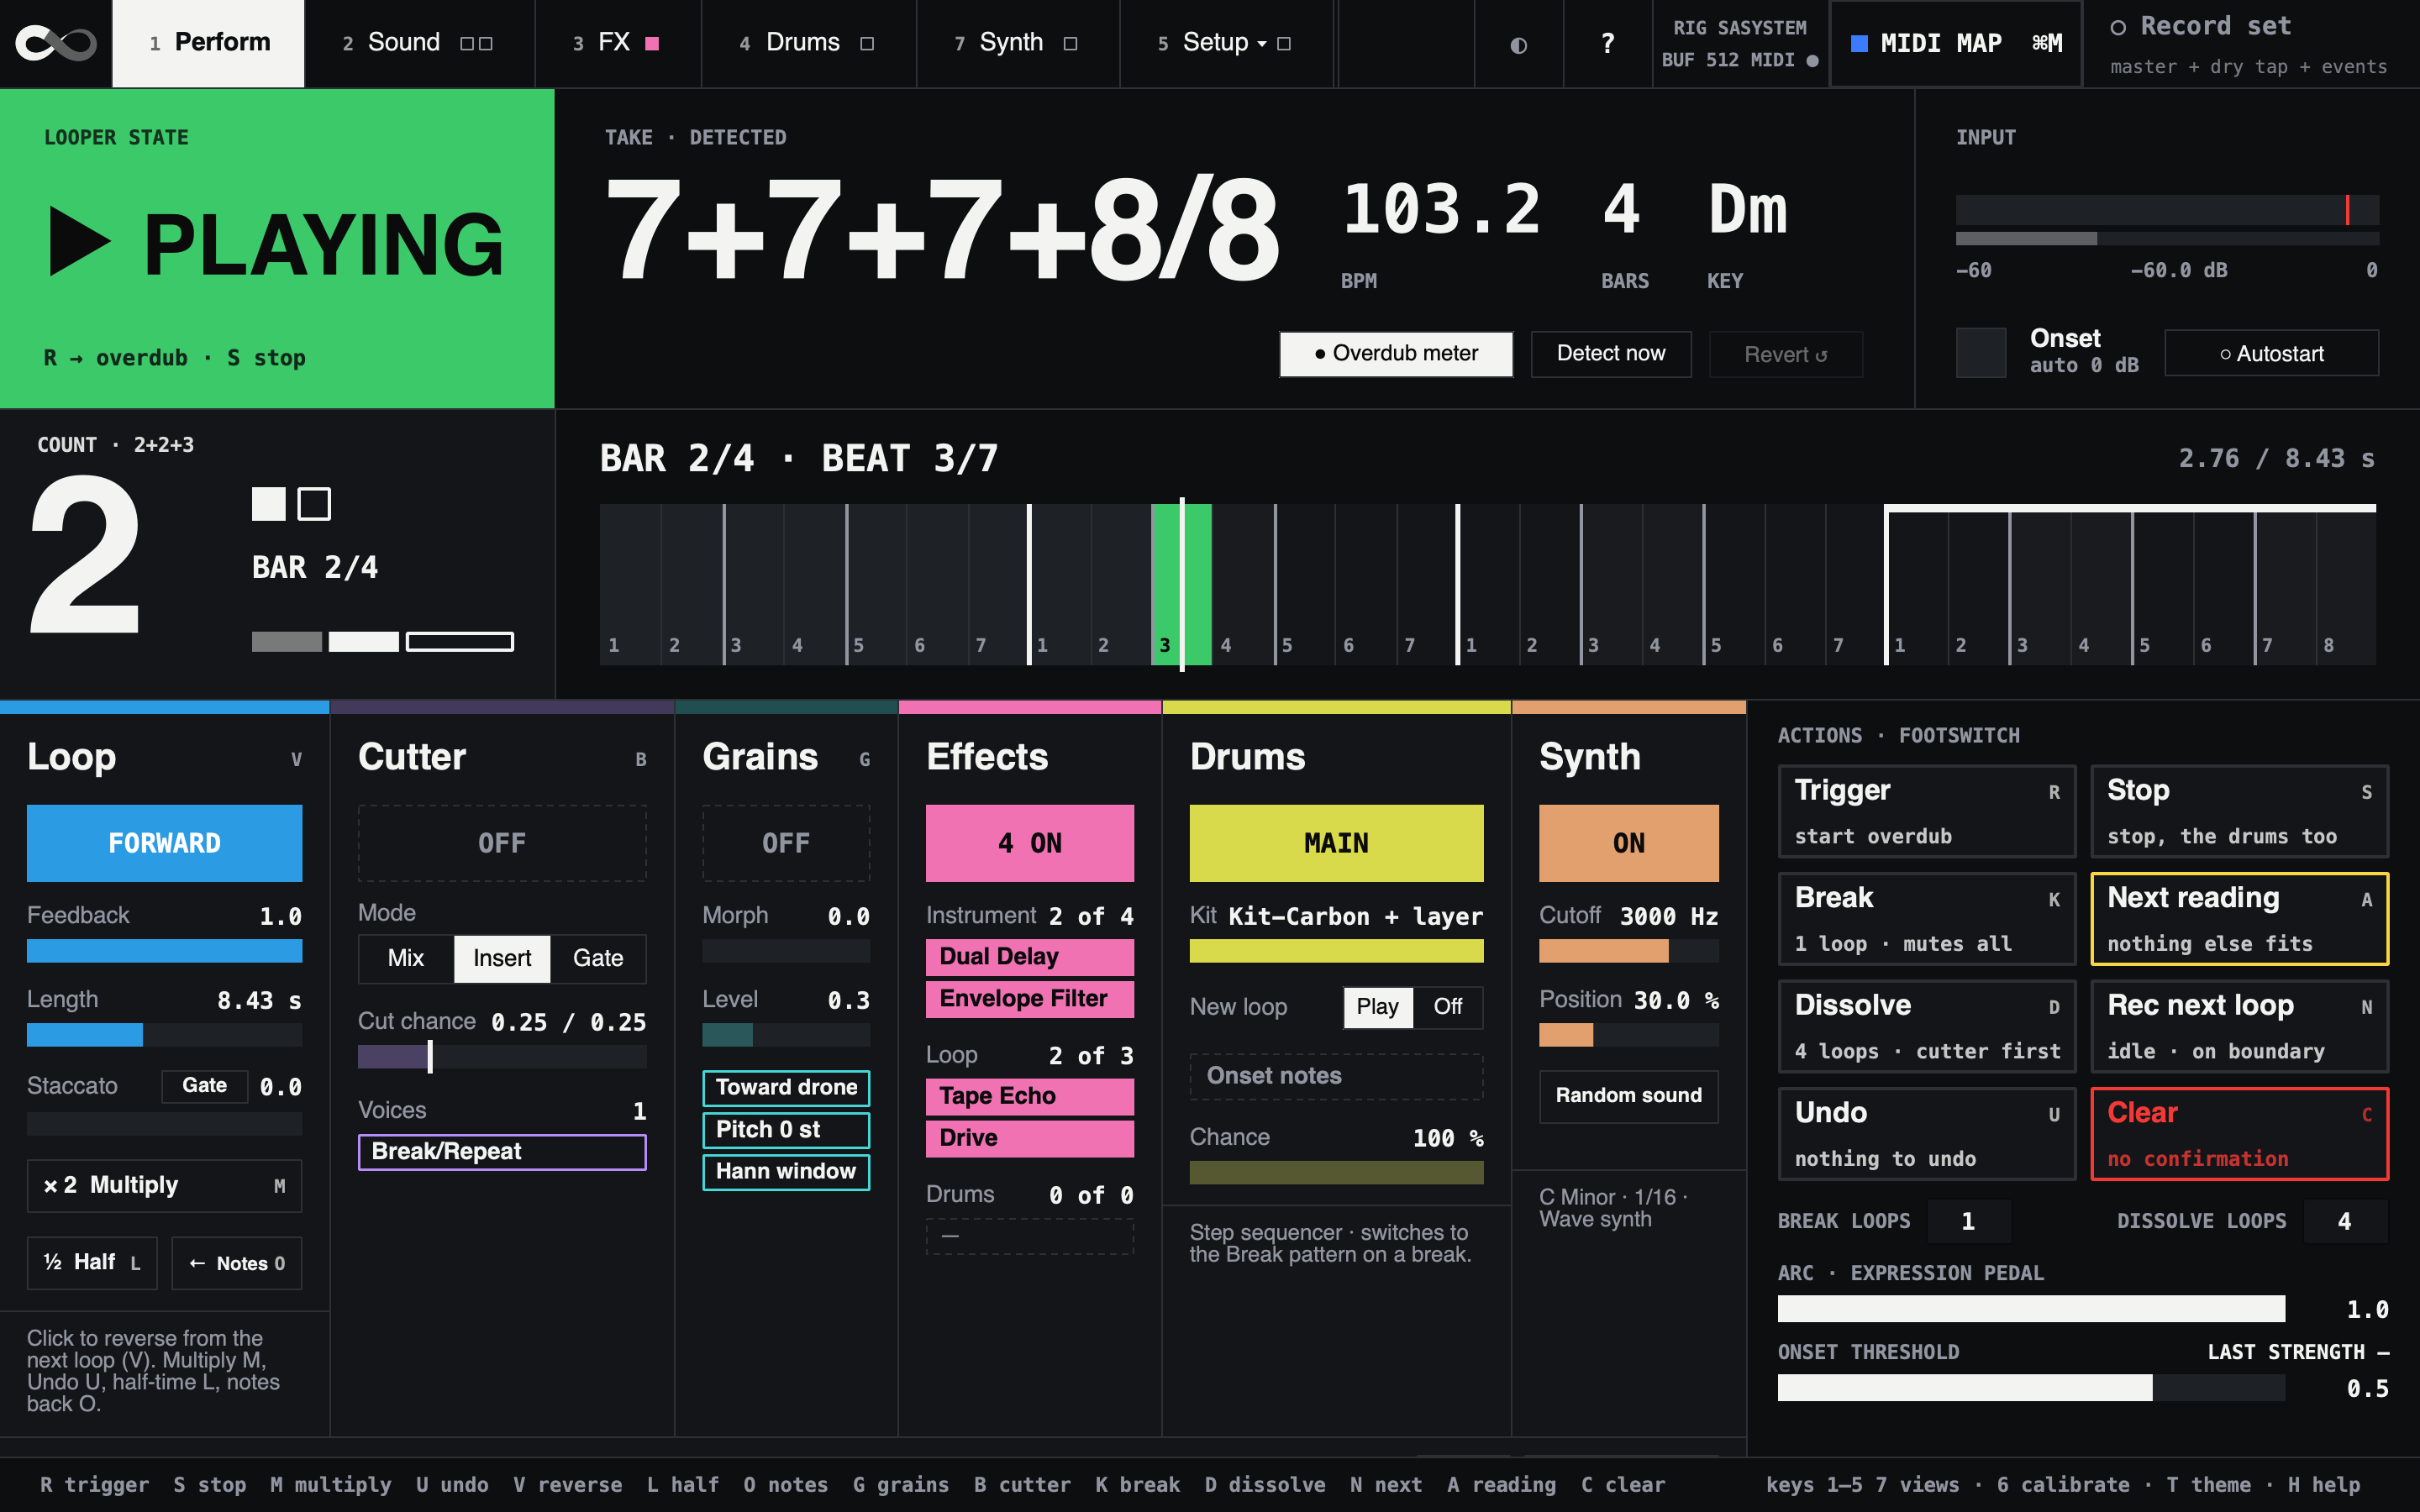 1 Perform
2 Sound
3 FX
4 Drums
7 Synth
5 Setup
?
RIG SASYSTEM
BUF 512 MIDI
MIDI MAP ⌘M
Record set
master + dry tap + events
LOOPER STATE
PLAYING
R → overdub · S stop
TAKE · DETECTED
7+7+7+8/8
103.2
BPM
4
BARS
Dm
KEY
Overdub meter
Detect now
Revert ↺
INPUT
−60
−60.0 dB
0
Onset
auto 0 dB
Autostart
COUNT · 2+2+3
2
BAR 2/4
BAR 2/4 · BEAT 3/7
2.76 / 8.43 s
1 2 3 4 5 6 7 1 2 3 4 5 6 7 1 2 3 4 5 6 7 1 2 3 4 5 6 7 8
Loop V
FORWARD
Feedback 1.0
Length 8.43 s
Staccato Gate 0.0
×2 Multiply M
½ Half L
← Notes O
Click to reverse from the
next loop (V). Multiply M,
Undo U, half-time L, notes
back O.
Cutter B
OFF
Mode
Mix Insert Gate
Cut chance 0.25 / 0.25
Voices 1
Break/Repeat
Grains G
OFF
Morph 0.0
Level 0.3
Toward drone
Pitch 0 st
Hann window
Effects
4 ON
Instrument 2 of 4
Dual Delay
Envelope Filter
Loop 2 of 3
Tape Echo
Drive
Drums 0 of 0
—
Drums
MAIN
Kit Kit−Carbon + layer
New loop Play Off
Onset notes
Chance 100 %
Step sequencer · switches to
the Break pattern on a break.
Synth
ON
Cutoff 3000 Hz
Position 30.0 %
Random sound
C Minor · 1/16 ·
Wave synth
ACTIONS · FOOTSWITCH
Trigger R
start overdub
Stop S
stop, the drums too
Break K
1 loop · mutes all
Next reading A
nothing else fits
Dissolve D
4 loops · cutter first
Rec next loop N
idle · on boundary
Undo U
nothing to undo
Clear C
no confirmation
BREAK LOOPS 1
DISSOLVE LOOPS 4
ARC · EXPRESSION PEDAL
1.0
ONSET THRESHOLD
LAST STRENGTH —
0.5
R trigger S stop M multiply U undo V reverse L half O notes G grains B cutter K break D dissolve N next A reading C clear
keys 1–5 7 views · 6 calibrate · T theme · H help